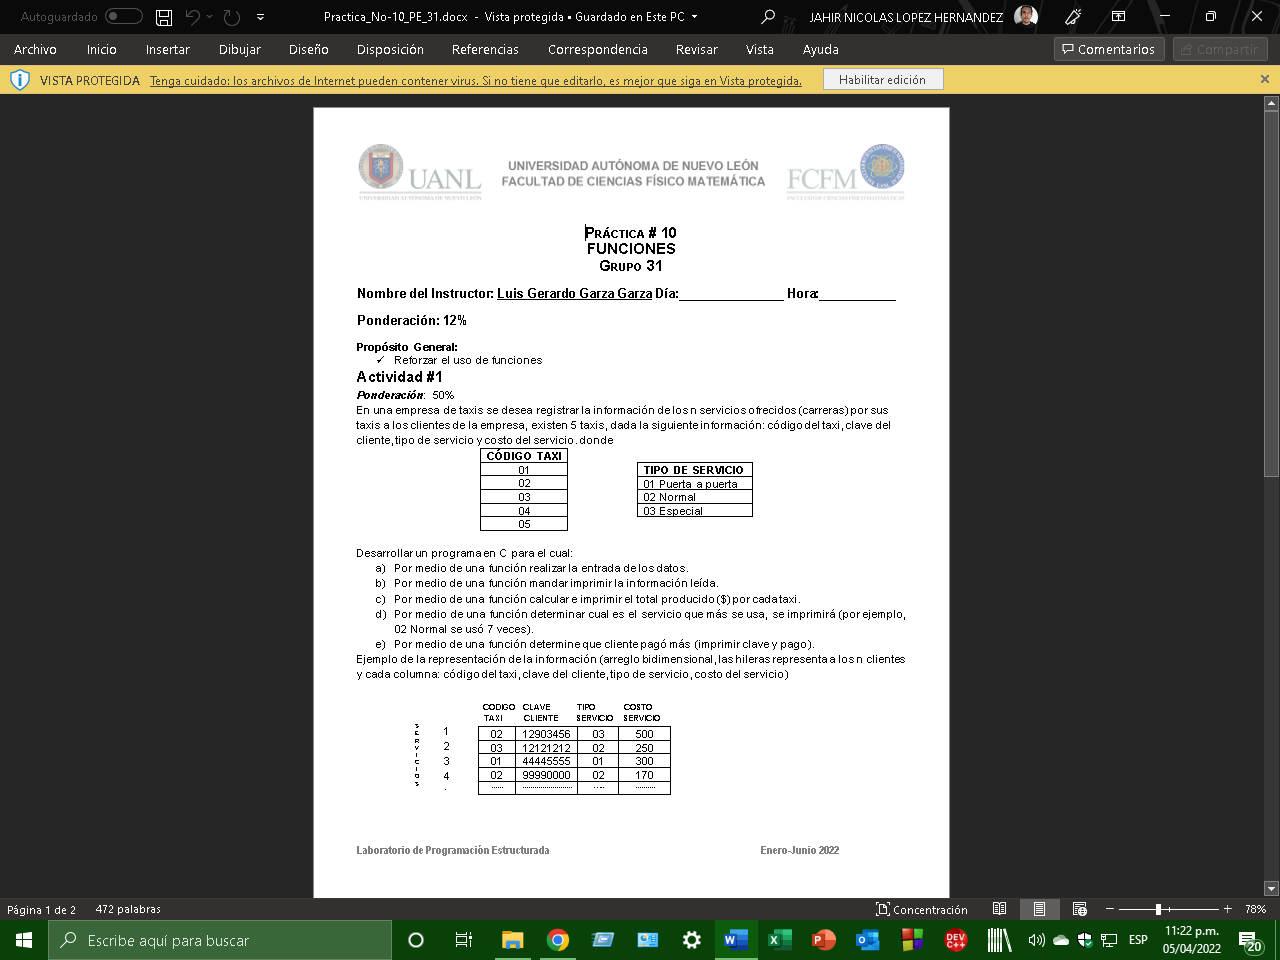 Autoguardado
Practica_No-10_PE_31.docx - Vista protegida • Guardado en Este PC
JAHIR NICOLAS LOPEZ HERNANDEZ
Archivo Inicio Insertar Dibujar Diseño Disposición Referencias Correspondencia Revisar Vista Ayuda Comentarios Compartir
VISTA PROTEGIDA Tenga cuidado: los archivos de Internet pueden contener virus. Si no tiene que editarlo, es mejor que siga en Vista protegida. Habilitar edición
UANL
UNIVERSIDAD AUTÓNOMA DE NUEVO LEÓN
UNIVERSIDAD AUTÓNOMA DE NUEVO LEÓN
FACULTAD DE CIENCIAS FÍSICO MATEMÁTICA
FCFM
FACULTAD DE CIENCIAS FÍSICO MATEMÁTICAS
PRÁCTICA # 10
FUNCIONES
GRUPO 31
Nombre del Instructor: Luis Gerardo Garza Garza Día:_______________ Hora:___________
Ponderación: 12%
Propósito General:
✓ Reforzar el uso de funciones
Actividad #1
Ponderación: 50%
En una empresa de taxis se desea registrar la información de los n servicios ofrecidos (carreras) por sus
taxis a los clientes de la empresa, existen 5 taxis, dada la siguiente información: código del taxi, clave del
cliente, tipo de servicio y costo del servicio. donde
CÓDIGO TAXI
01
02
03
04
05
TIPO DE SERVICIO
01 Puerta a puerta
02 Normal
03 Especial
Desarrollar un programa en C para el cual:
a) Por medio de una función realizar la entrada de los datos.
b) Por medio de una función mandar imprimir la información leída.
c) Por medio de una función calcular e imprimir el total producido ($) por cada taxi.
d) Por medio de una función determinar cual es el servicio que más se usa, se imprimirá (por ejemplo,
02 Normal se usó 7 veces).
e) Por medio de una función determine que cliente pagó más (imprimir clave y pago).
Ejemplo de la representación de la información (arreglo bidimensional, las hileras representa a los n clientes
y cada columna: código del taxi, clave del cliente, tipo de servicio, costo del servicio)
CODIGO CLAVE TIPO COSTO
TAXI CLIENTE SERVICIO SERVICIO
SERVICIOS
1 02 12903456 03 500
2 03 12121212 02 250
3 01 44445555 01 300
4 02 99990000 02 170
. ...... ........................ ..... ..........
Laboratorio de Programación Estructurada Enero-Junio 2022
Página 1 de 2 472 palabras Concentración 78%
Escribe aquí para buscar
DEV C++
ESP
11:22 p.m.
05/04/2022
20